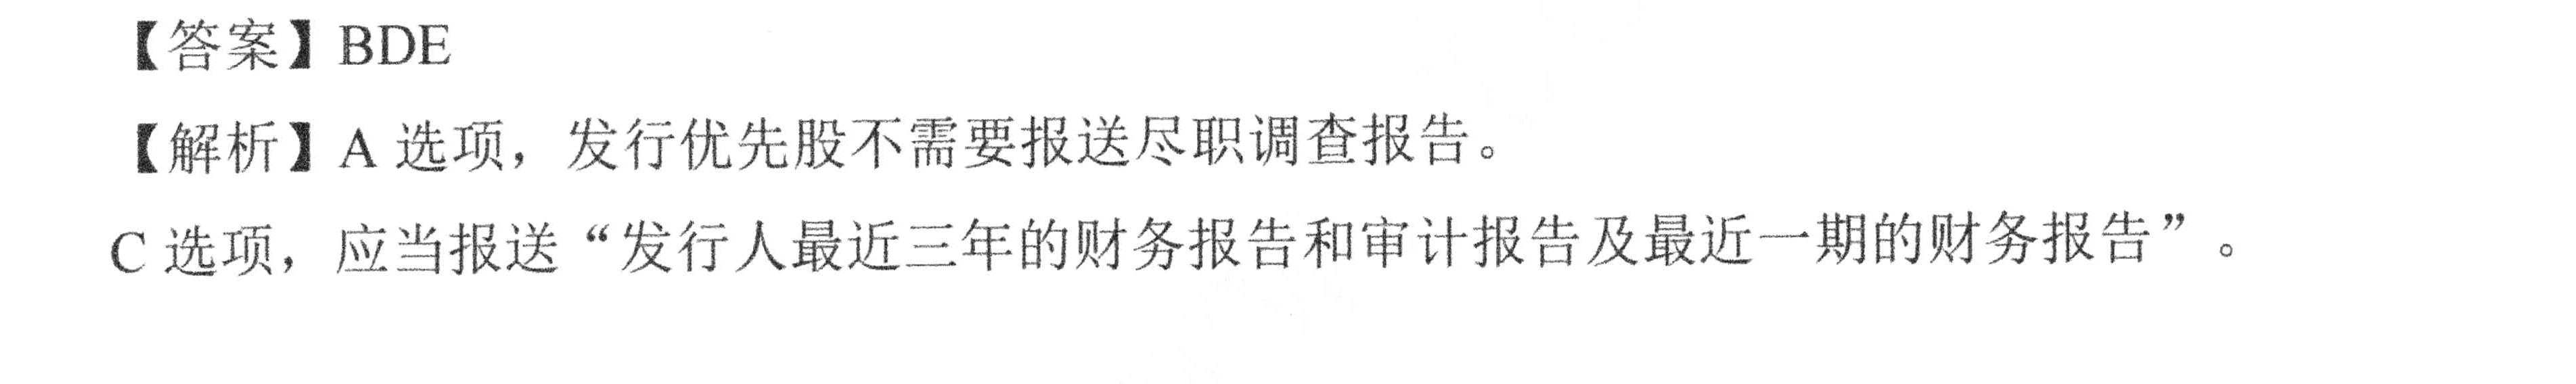 【答案】BDE
【解析】A 选项，发行优先股不需要报送尽职调查报告。
C 选项，应当报送“发行人最近三年的财务报告和审计报告及最近一期的财务报告”。